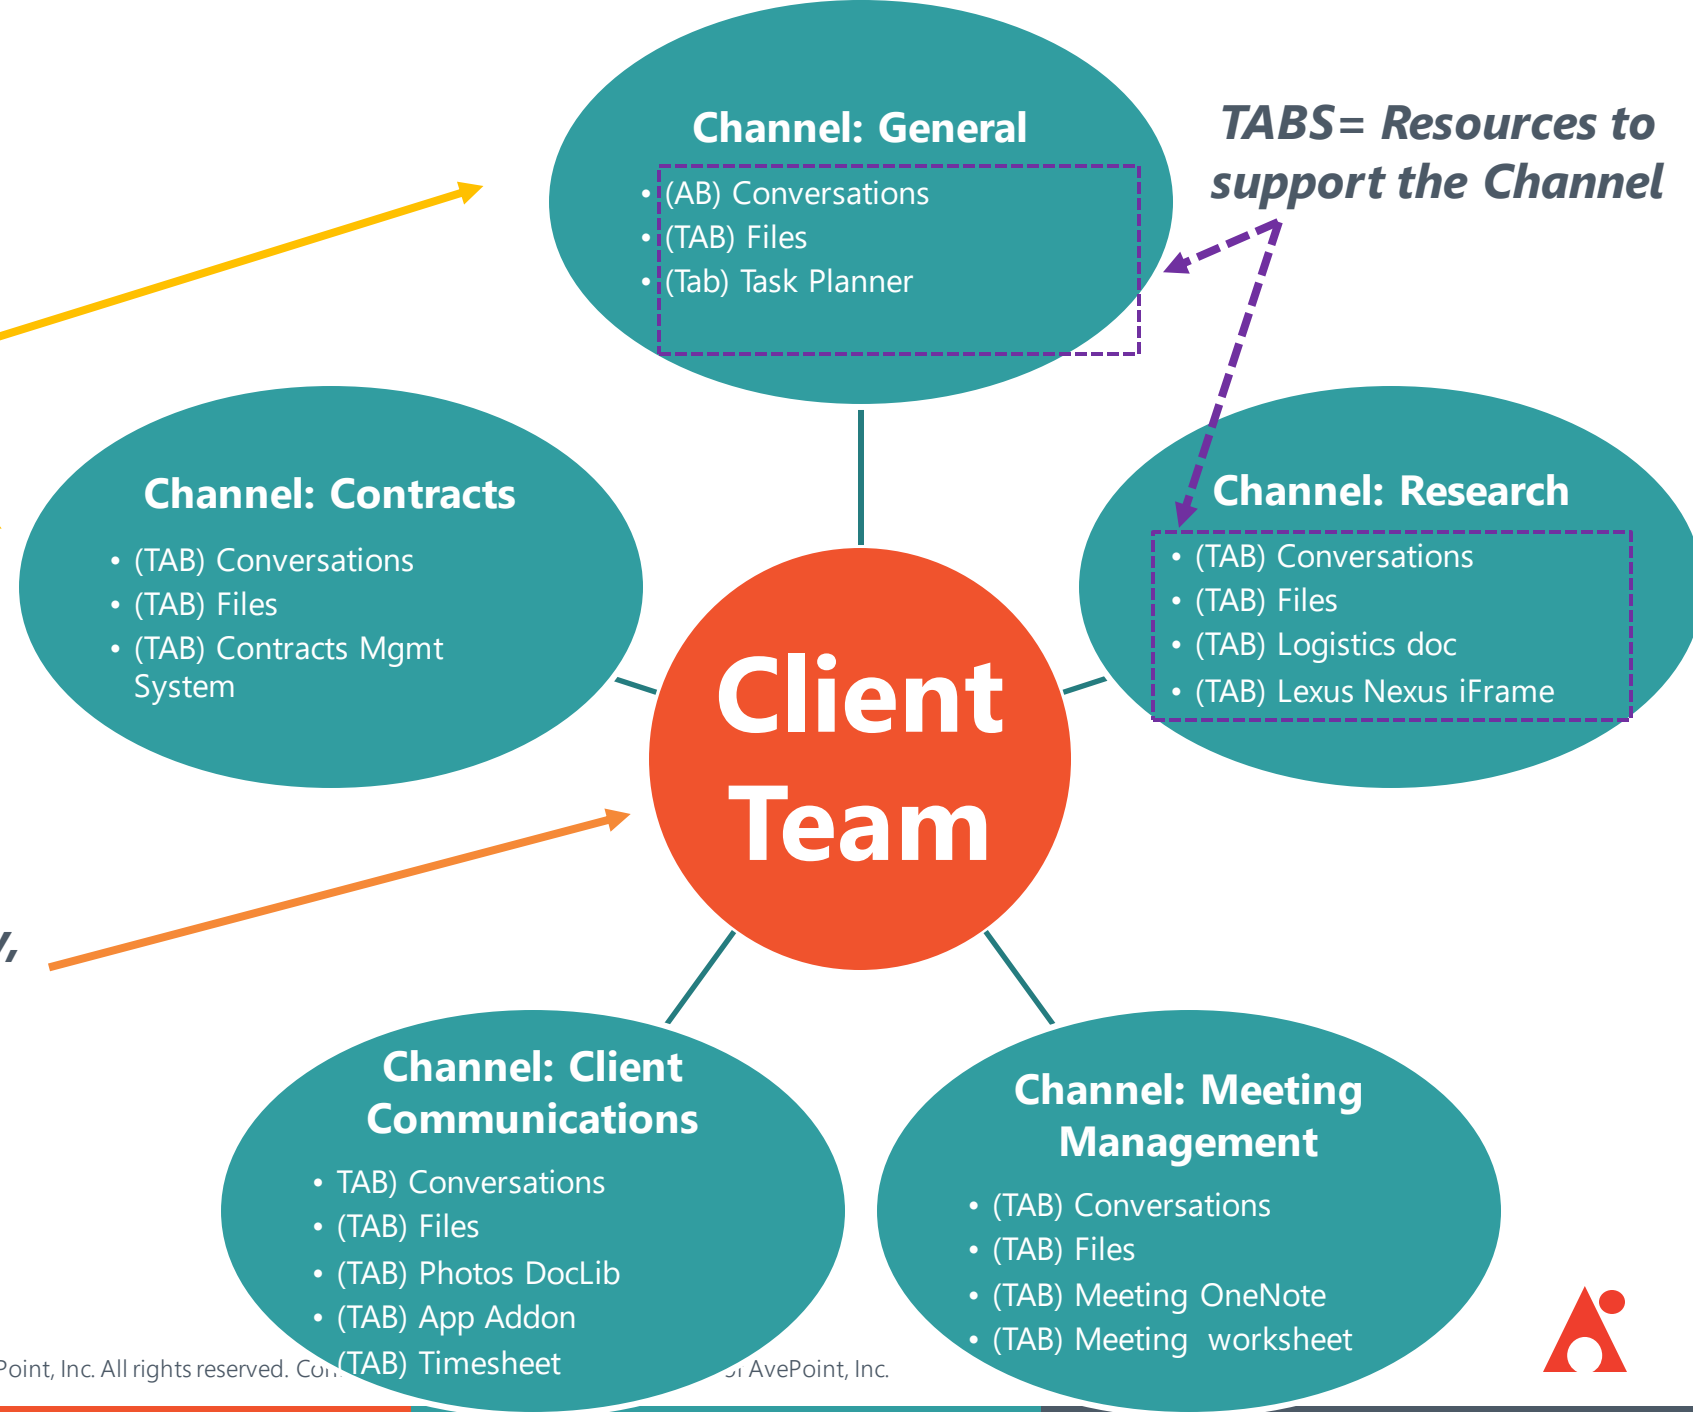 Channel: General
• (AB) Conversations
• (TAB) Files
• (Tab) Task Planner
TABS= Resources to
support the Channel
Channel: Contracts
• (TAB) Conversations
• (TAB) Files
• (TAB) Contracts Mgmt
System
Channel: Research
• (TAB) Conversations
• (TAB) Files
• (TAB) Logistics doc
• (TAB) Lexus Nexus iFrame
Client
Team
Channel: Client
Communications
• TAB) Conversations
• (TAB) Files
• (TAB) Photos DocLib
• (TAB) App Addon
(TAB) Timesheet
Channel: Meeting
Management
• (TAB) Conversations
• (TAB) Files
• (TAB) Meeting OneNote
• (TAB) Meeting worksheet
Point, Inc. All rights reserved. AvePoint, Inc.